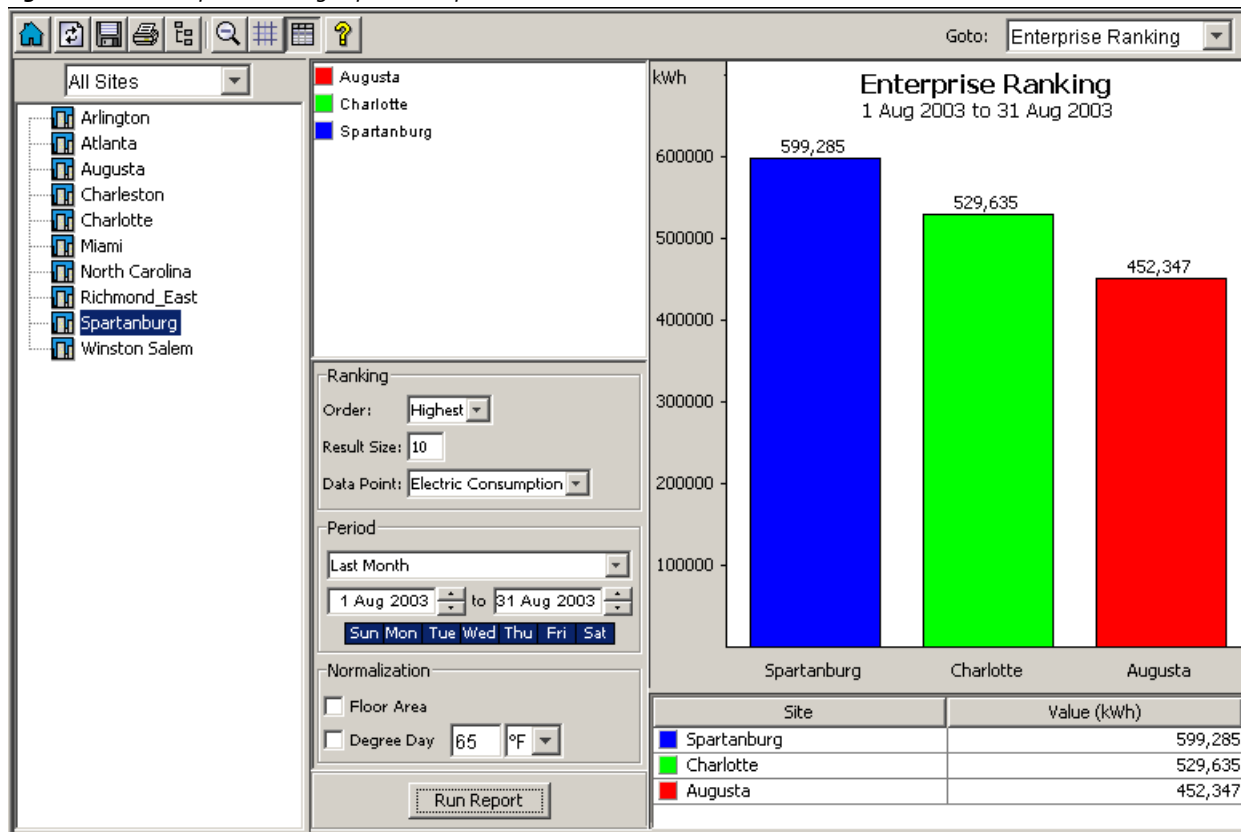 Goto: Enterprise Ranking
All Sites
Arlington
Atlanta
Augusta
Charleston
Charlotte
Miami
North Carolina
Richmond_East
Spartanburg
Winston Salem
Augusta
Charlotte
Spartanburg
Ranking
Order: Highest
Result Size: 10
Data Point: Electric Consumption
Period
Last Month
1 Aug 2003 to 31 Aug 2003
Sun Mon Tue Wed Thu Fri Sat
Normalization
Floor Area
Degree Day 65 °F
Run Report
kWh
Enterprise Ranking
1 Aug 2003 to 31 Aug 2003
600000
500000
400000
300000
200000
100000
599,285
529,635
452,347
Spartanburg Charlotte Augusta
Site Value (kWh)
Spartanburg 599,285
Charlotte 529,635
Augusta 452,347